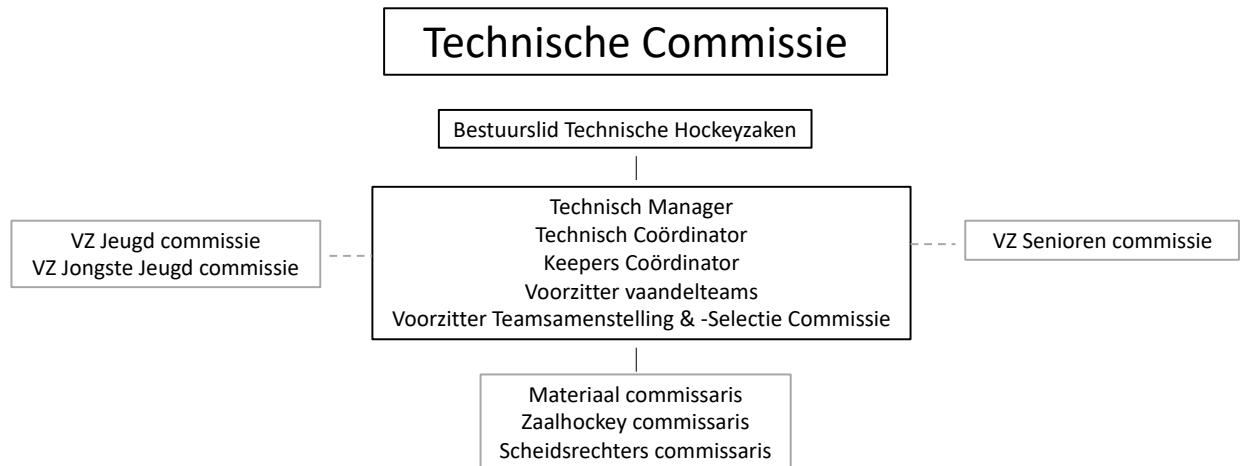 Technische Commissie
Bestuurslid Technische Hockeyzaken
Technisch Manager
Technisch Coördinator
Keepers Coördinator
Voorzitter vaandelteams
Voorzitter Teamsamenstelling & -Selectie Commissie
VZ Jeugd commissie
VZ Jongste Jeugd commissie
VZ Senioren commissie
Materiaal commissaris
Zaalhockey commissaris
Scheidsrechters commissaris